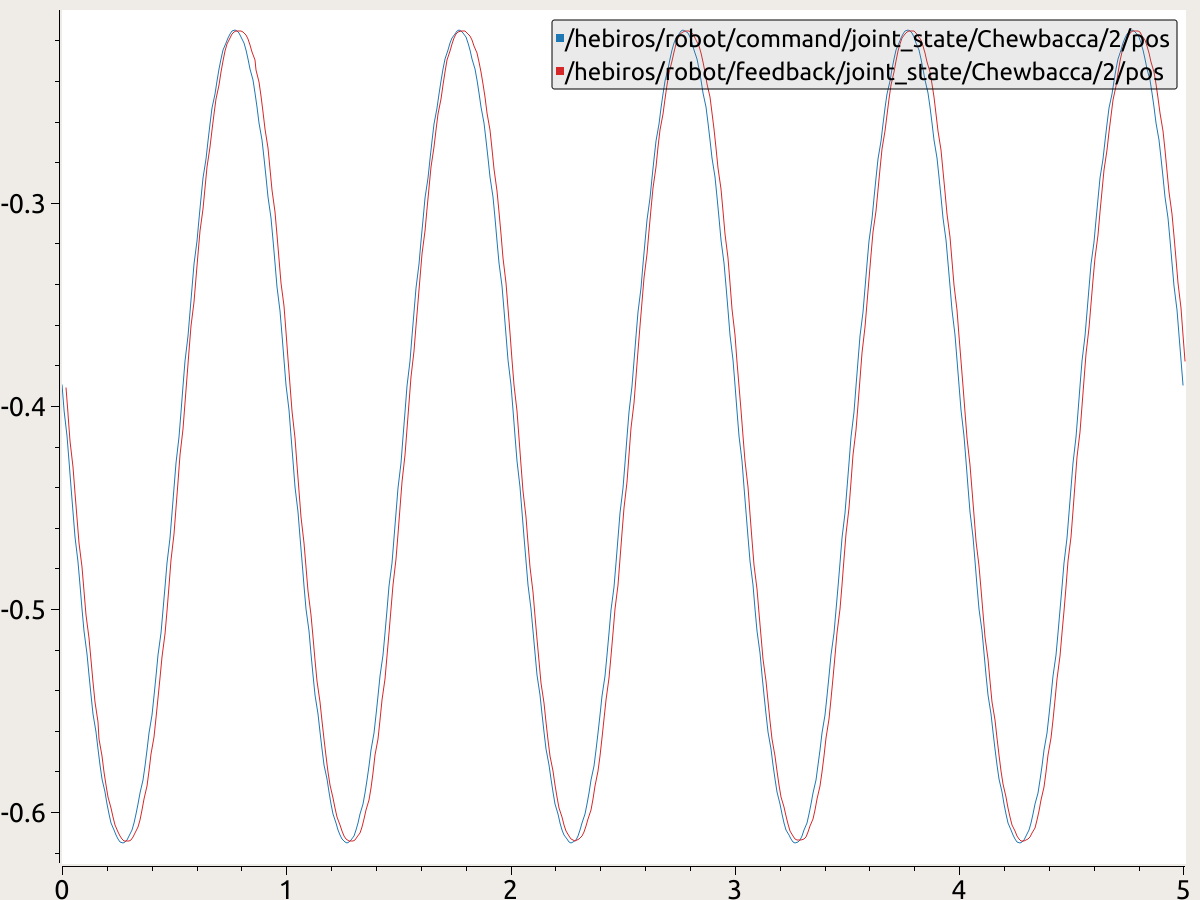 /hebiros/robot/command/joint_state/Chewbacca/2/pos
/hebiros/robot/feedback/joint_state/Chewbacca/2/pos
-0.3
-0.4
-0.5
-0.6
0 1 2 3 4 5